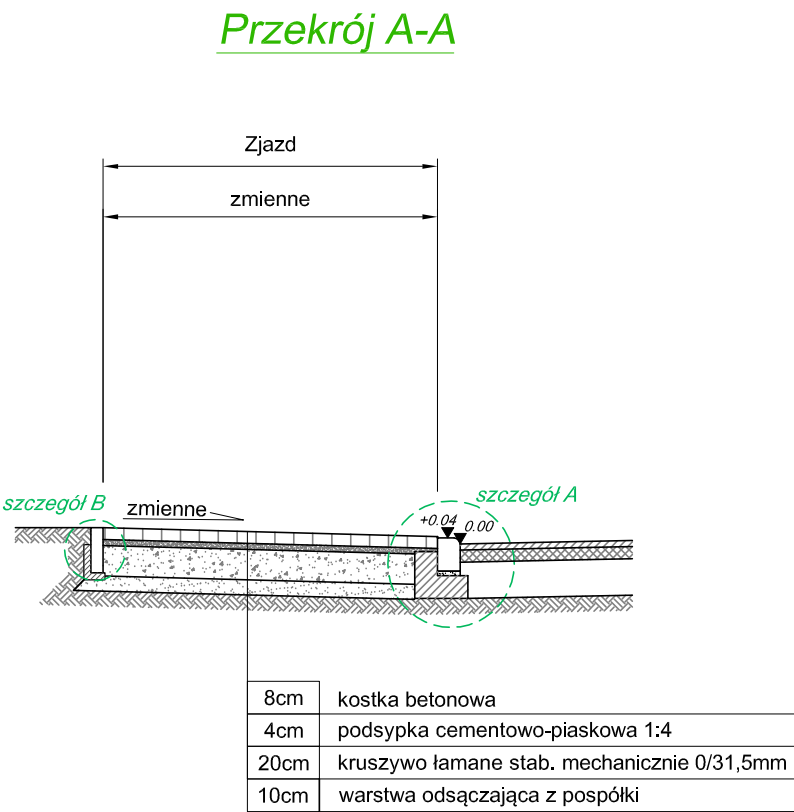 Przekrój A-A
Zjazd
zmienne
szczegół B
zmienne
szczegół A
+0.04
0.00
8cm kostka betonowa
4cm podsypka cementowo-piaskowa 1:4
20cm kruszywo łamane stab. mechanicznie 0/31,5mm
10cm warstwa odsączająca z pospółki